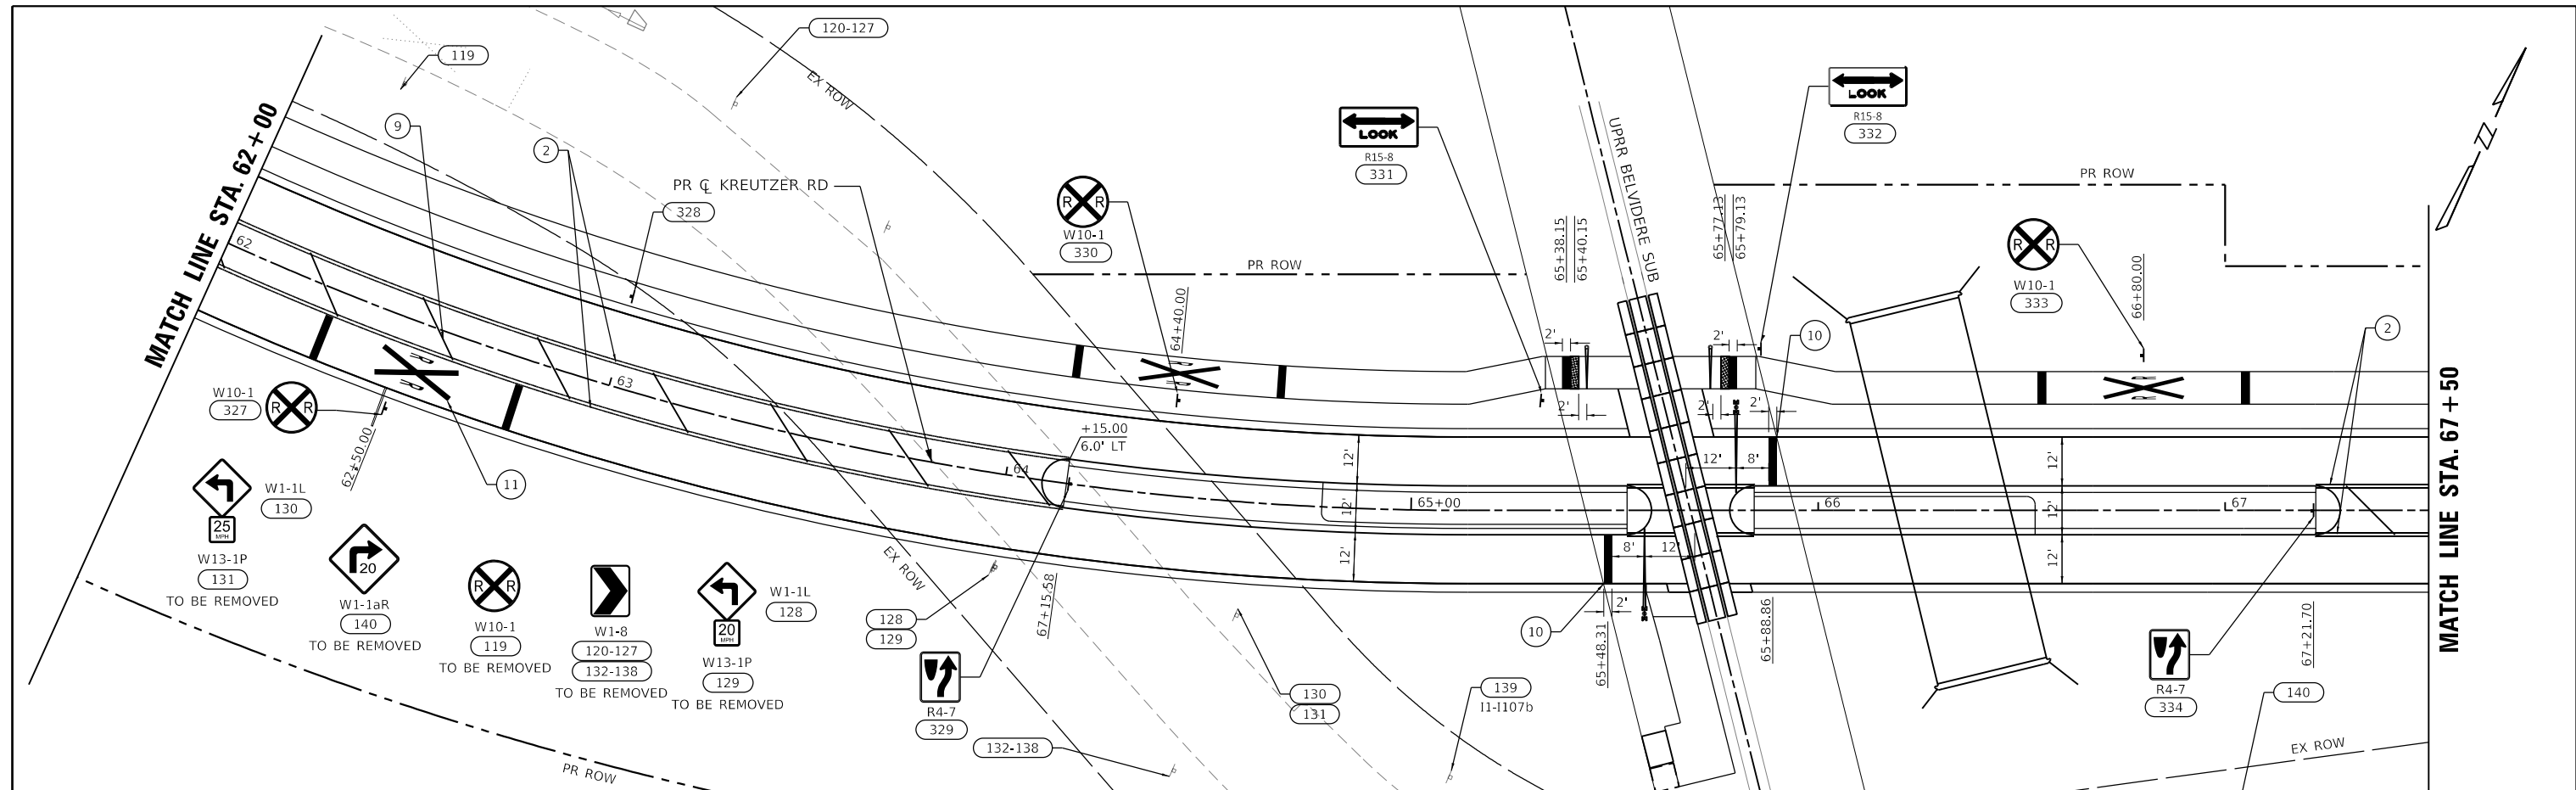 120-127
119
EX ROW
9
2
MATCH LINE STA. 62+00
PR ℄ KREUTZER RD
328
62
R R
W10-1
330
64+40.00
PR ROW
LOOK
R15-8
331
65+38.15
65+40.15
UPRR BELVIDERE SUB
65+77.13
65+79.13
LOOK
R15-8
332
PR ROW
R R
W10-1
333
66+80.00
N
2
2'
2'
10
R R
R R
R R
63
W10-1
327
R R
62+50.00
11
64
+15.00
6.0' LT
12'
12'
12'
65+00
2'
2'
2'
12'
8'
8'
12'
66
12'
12'
12'
67
MATCH LINE STA. 67+50
W1-1L
130
25
MPH
W13-1P
131
TO BE REMOVED
20
W1-1aR
140
TO BE REMOVED
R R
W10-1
119
TO BE REMOVED
W1-8
120-127
132-138
TO BE REMOVED
W1-1L
128
20
MPH
W13-1P
129
TO BE REMOVED
EX ROW
128
129
67+15.58
R4-7
329
132-138
130
131
139
I1-I107b
10
2'
65+48.31
65+88.86
R4-7
334
67+21.70
140
EX ROW
PR ROW